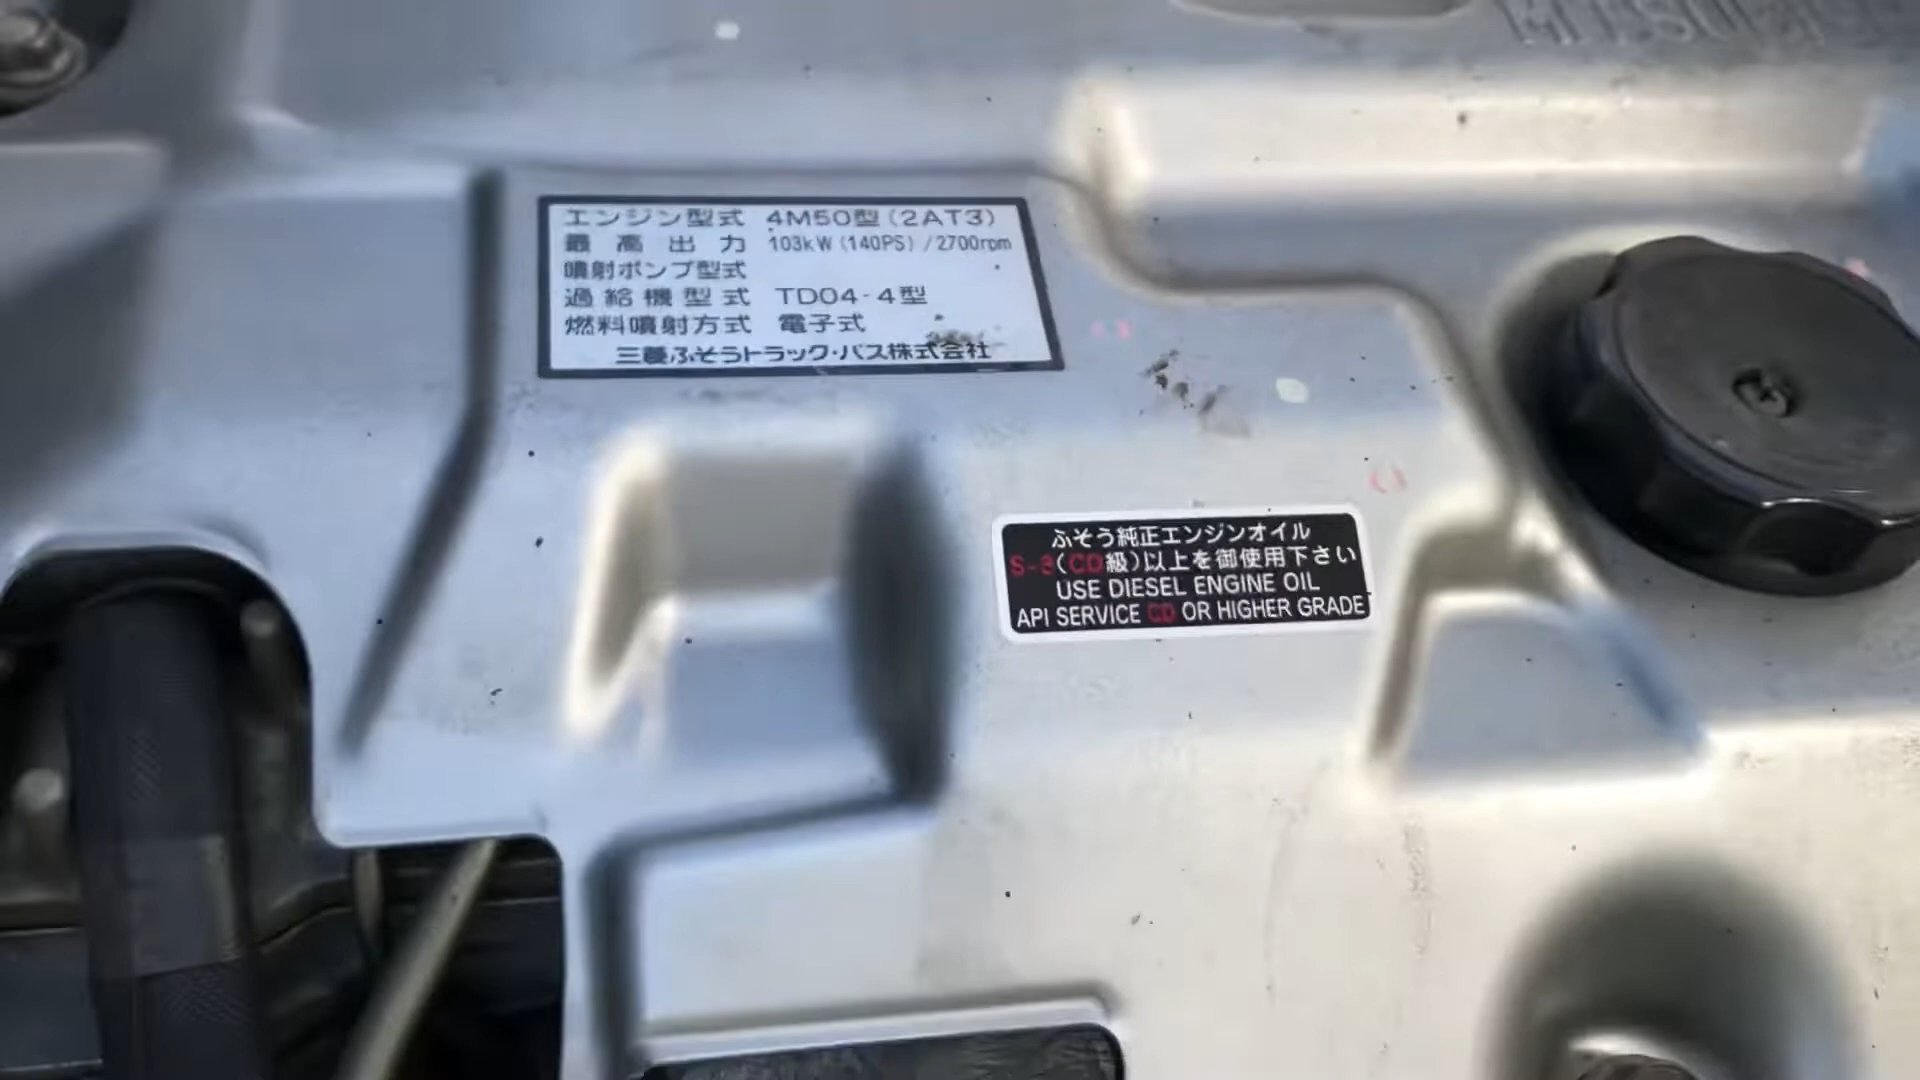 MITSUBISHI
エンジン型式 4M50型(2AT3)
最高出力 103kW(140PS)/2700rpm
噴射ポンプ型式
過給機型式 TD04-4型
燃料噴射方式 電子式
三菱ふそうトラック・バス株式会社
ふそう純正エンジンオイル
S-3(CD級)以上を御使用下さい
USE DIESEL ENGINE OIL
API SERVICE CD OR HIGHER GRADE